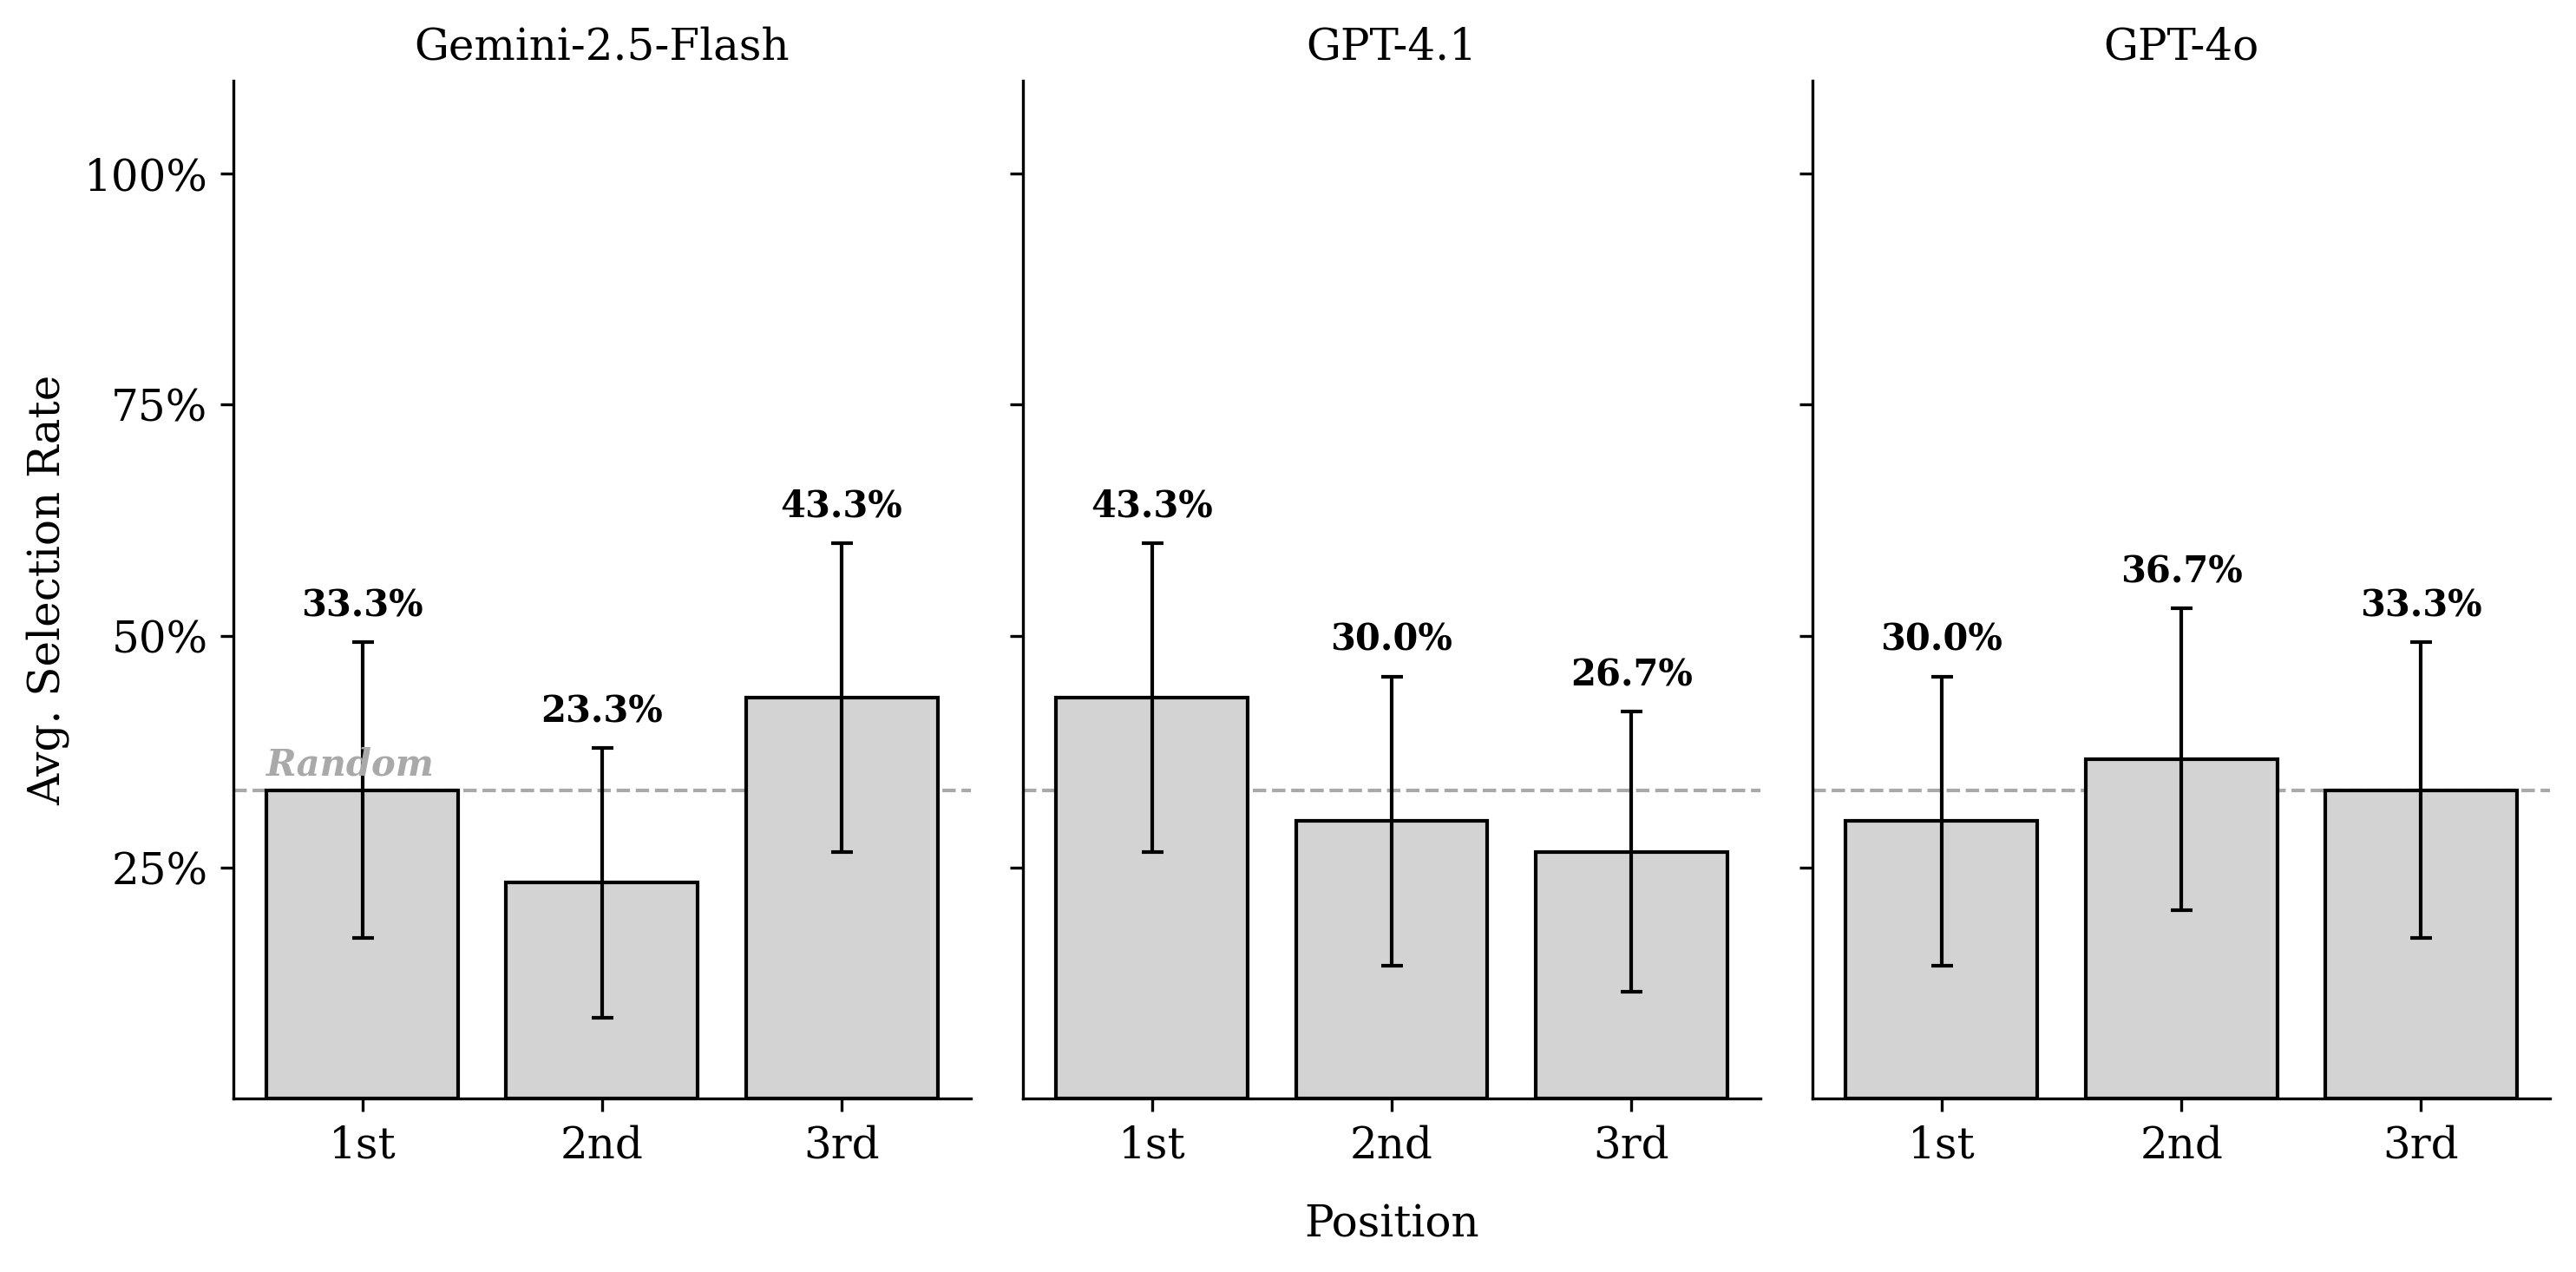 Gemini-2.5-Flash
GPT-4.1
GPT-4o
Avg. Selection Rate
100%
75%
50%
25%
33.3%
23.3%
43.3%
Random
43.3%
30.0%
26.7%
30.0%
36.7%
33.3%
1st 2nd 3rd
1st 2nd 3rd
1st 2nd 3rd
Position